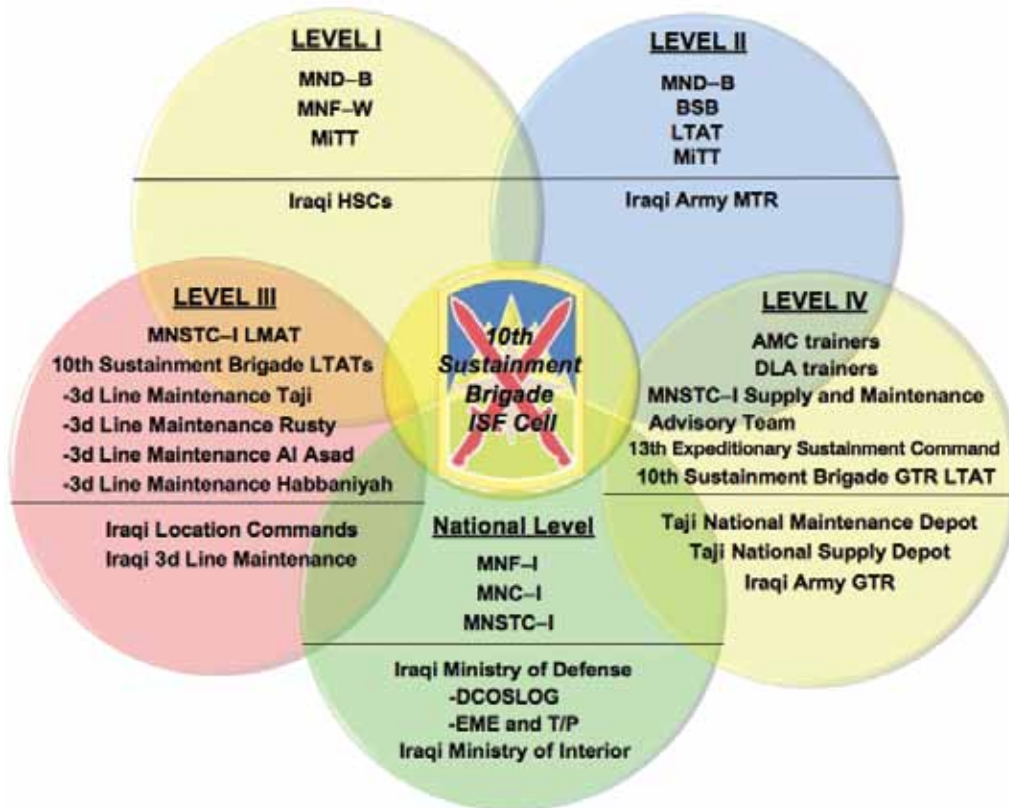 LEVEL I
MND–B
MNF–W
MiTT
Iraqi HSCs
LEVEL II
MND–B
BSB
LTAT
MiTT
Iraqi Army MTR
LEVEL III
MNSTC–I LMAT
10th Sustainment Brigade LTATs
-3d Line Maintenance Taji
-3d Line Maintenance Rusty
-3d Line Maintenance Al Asad
-3d Line Maintenance Habbaniyah
Iraqi Location Commands
Iraqi 3d Line Maintenance
10th
Sustainment
Brigade
ISF Cell
LEVEL IV
AMC trainers
DLA trainers
MNSTC–I Supply and Maintenance
Advisory Team
13th Expeditionary Sustainment Command
10th Sustainment Brigade GTR LTAT
Taji National Maintenance Depot
Taji National Supply Depot
Iraqi Army GTR
National Level
MNF–I
MNC–I
MNSTC–I
Iraqi Ministry of Defense
-DCOSLOG
-EME and T/P
Iraqi Ministry of Interior